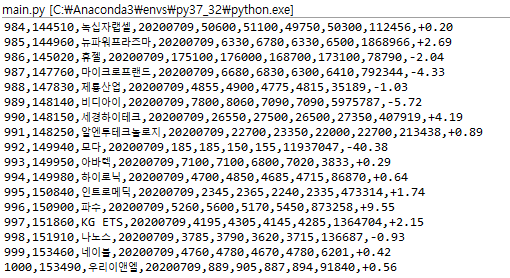 main.py [C:₩Anaconda3₩envs₩py37_32₩python.exe]
984,144510,녹십자랩셀,20200709,50600,51100,49750,50300,112456,+0.20
985,144960,뉴파워프라즈마,20200709,6330,6780,6330,6500,1868966,+2.69
986,145020,휴젤,20200709,175100,176000,168700,173100,78790,-2.04
987,147760,마이크로프랜드,20200709,6680,6830,6300,6410,792344,-4.33
988,147830,제룡산업,20200709,4855,4900,4775,4815,35189,-1.03
989,148140,비디아이,20200709,7800,8060,7090,7090,5975787,-5.72
990,148150,세경하이테크,20200709,26550,27500,26500,27350,407919,+4.19
991,148250,알엔투테크놀로지,20200709,22700,23350,22000,22700,213438,+0.89
992,149940,모다,20200709,185,185,150,155,11937047,-40.38
993,149950,아바텍,20200709,7100,7100,6800,7020,3833,+0.29
994,149980,하이로닉,20200709,4700,4850,4685,4715,86870,+0.64
995,150840,인트로메딕,20200709,2345,2365,2240,2335,473314,+1.74
996,150900,파수,20200709,5260,5600,5170,5450,873258,+9.55
997,151860,KG ETS,20200709,4195,4305,4145,4285,1364704,+2.15
998,151910,나노스,20200709,3785,3790,3620,3715,136687,-0.93
999,153460,네이블,20200709,4760,4780,4670,4780,6201,+0.42
1000,153490,우리이앤엘,20200709,889,905,887,894,91840,+0.56